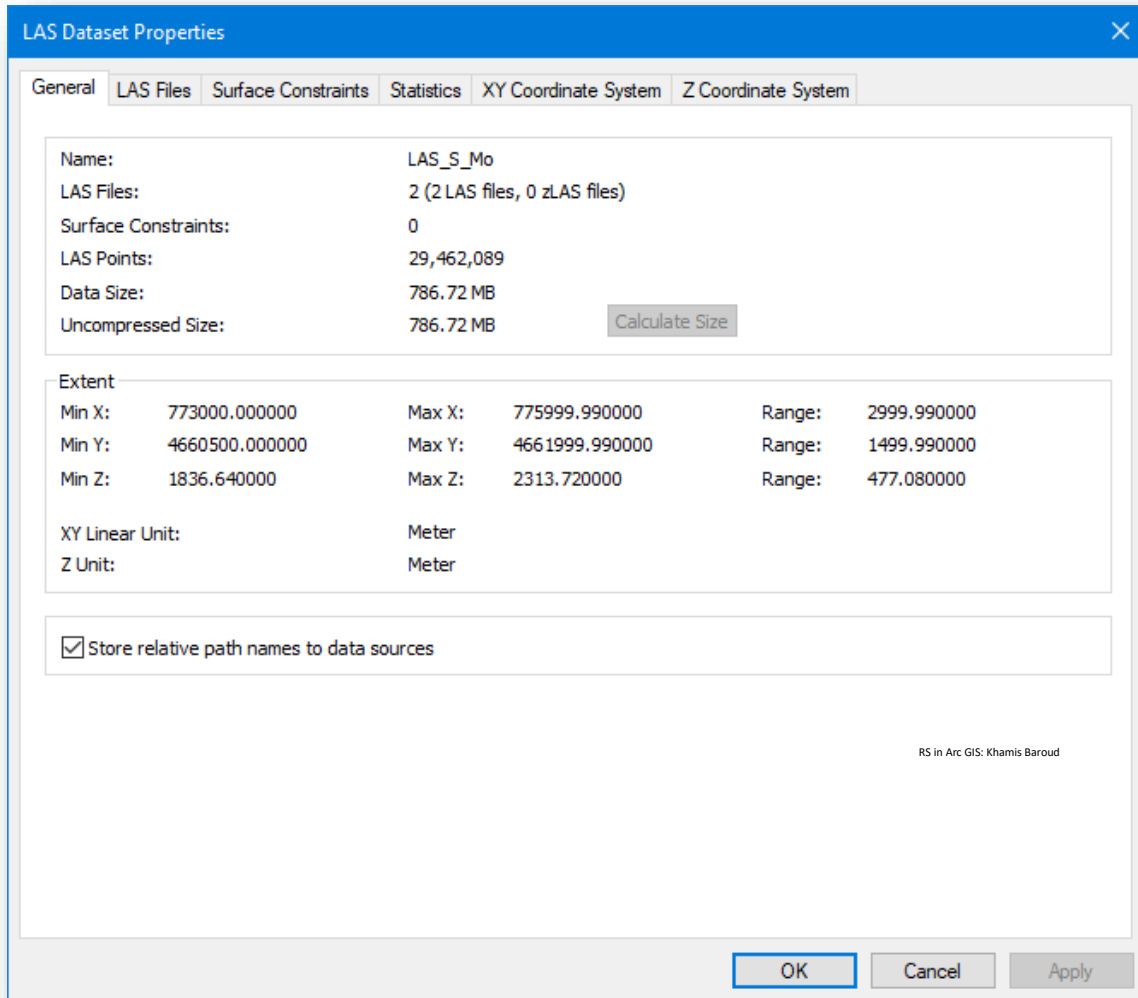 LAS Dataset Properties
General LAS Files Surface Constraints Statistics XY Coordinate System Z Coordinate System
Name: LAS_S_Mo
LAS Files: 2 (2 LAS files, 0 zLAS files)
Surface Constraints: 0
LAS Points: 29,462,089
Data Size: 786.72 MB
Uncompressed Size: 786.72 MB Calculate Size
Extent
Min X: 773000.000000 Max X: 775999.990000 Range: 2999.990000
Min Y: 4660500.000000 Max Y: 4661999.990000 Range: 1499.990000
Min Z: 1836.640000 Max Z: 2313.720000 Range: 477.080000
XY Linear Unit: Meter
Z Unit: Meter
Store relative path names to data sources
RS in Arc GIS: Khamis Baroud
OK Cancel Apply